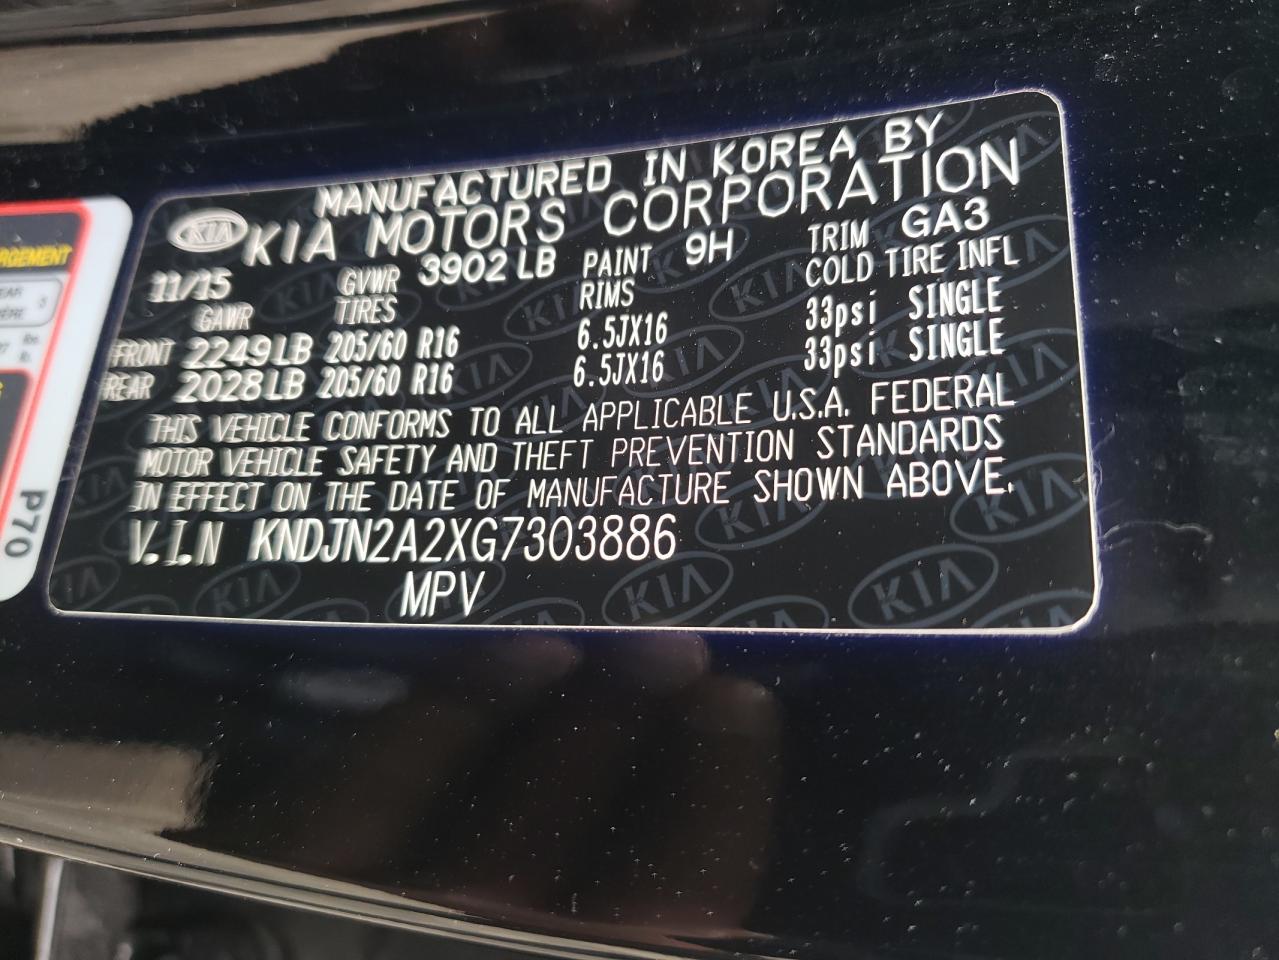 MANUFACTURED IN KOREA BY
KIA KIA MOTORS CORPORATION
11/15 GVWR 3902 LB PAINT 9H TRIM GA3
GAWR TIRES RIMS COLD TIRE INFL
FRONT 2249LB 205/60 R16 6.5JX16 33psi SINGLE
REAR 2028LB 205/60 R16 6.5JX16 33psi SINGLE
THIS VEHICLE CONFORMS TO ALL APPLICABLE U.S.A. FEDERAL
MOTOR VEHICLE SAFETY AND THEFT PREVENTION STANDARDS
IN EFFECT ON THE DATE OF MANUFACTURE SHOWN ABOVE.
V.I.N KNDJN2A2XG7303886
MPV
P70